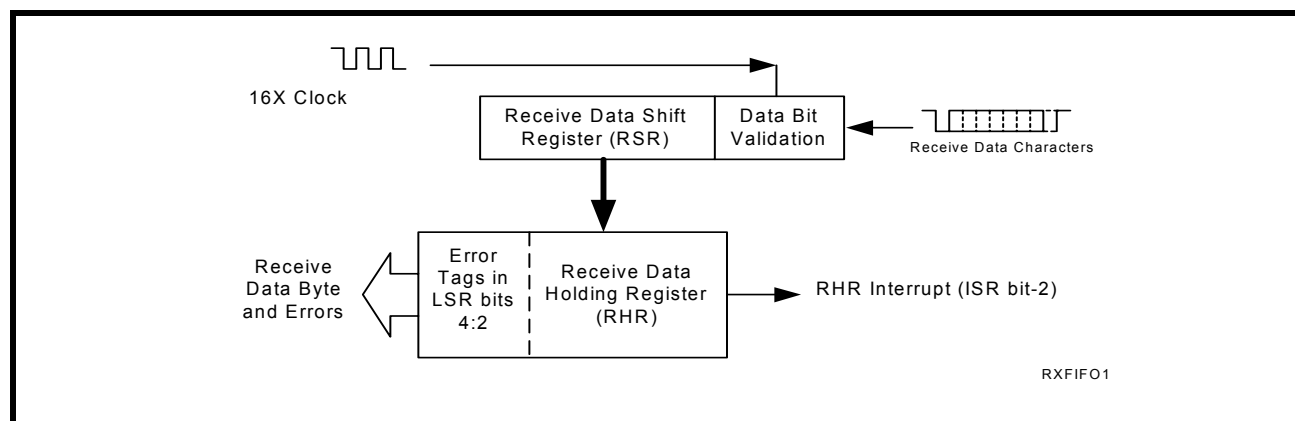 16X Clock
Receive Data Shift
Register (RSR)
Data Bit
Validation
Receive Data Characters
Receive
Data Byte
and Errors
Error
Tags in
LSR bits
4:2
Receive Data
Holding Register
(RHR)
RHR Interrupt (ISR bit-2)
RXFIFO1